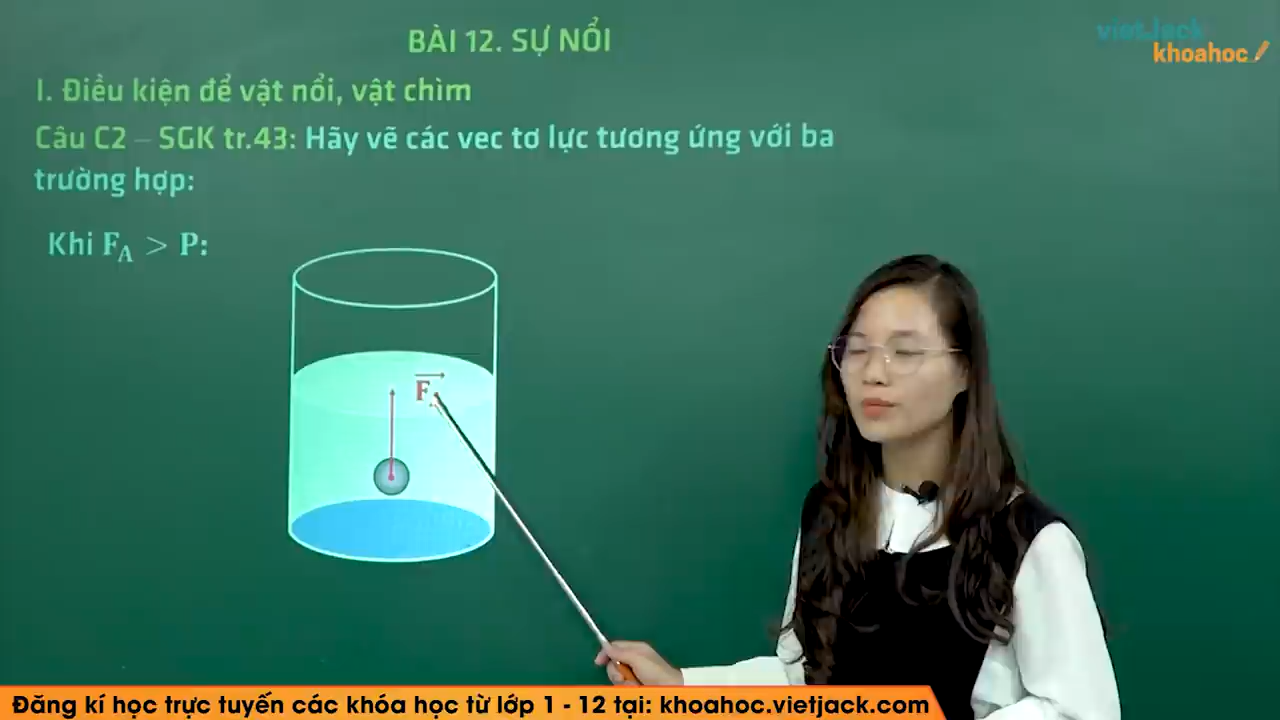 BÀI 12. SỰ NỔI
vietJack
khoahoc
I. Điều kiện để vật nổi, vật chìm
Câu C2 – SGK tr.43: Hãy vẽ các vec tơ lực tương ứng với ba
trường hợp:
Khi F_A > P:
F
Đăng kí học trực tuyến các khóa học từ lớp 1 - 12 tại: khoahoc.vietjack.com